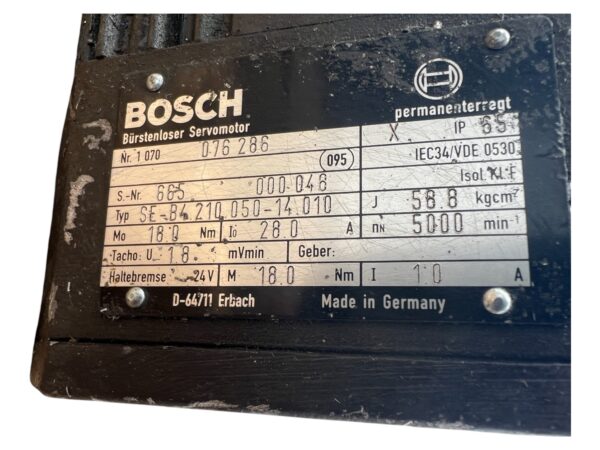 BOSCH
Bürstenloser Servomotor
permanenterregt
Nr. 1 070 076 286
X IP 65
(095) IEC34/VDE 0530
Isol.Kl.F
S.-Nr. 665 000 048
Typ SE-B4.210.050-14.010
J 58.8 kgcm²
Mo 18.0 Nm Io 28.0 A
nN 5000 min⁻¹
Tacho: U 18. mVmin Geber:
Haltebremse 24V M 18.0 Nm I 1.0 A
D-64711 Erbach Made in Germany